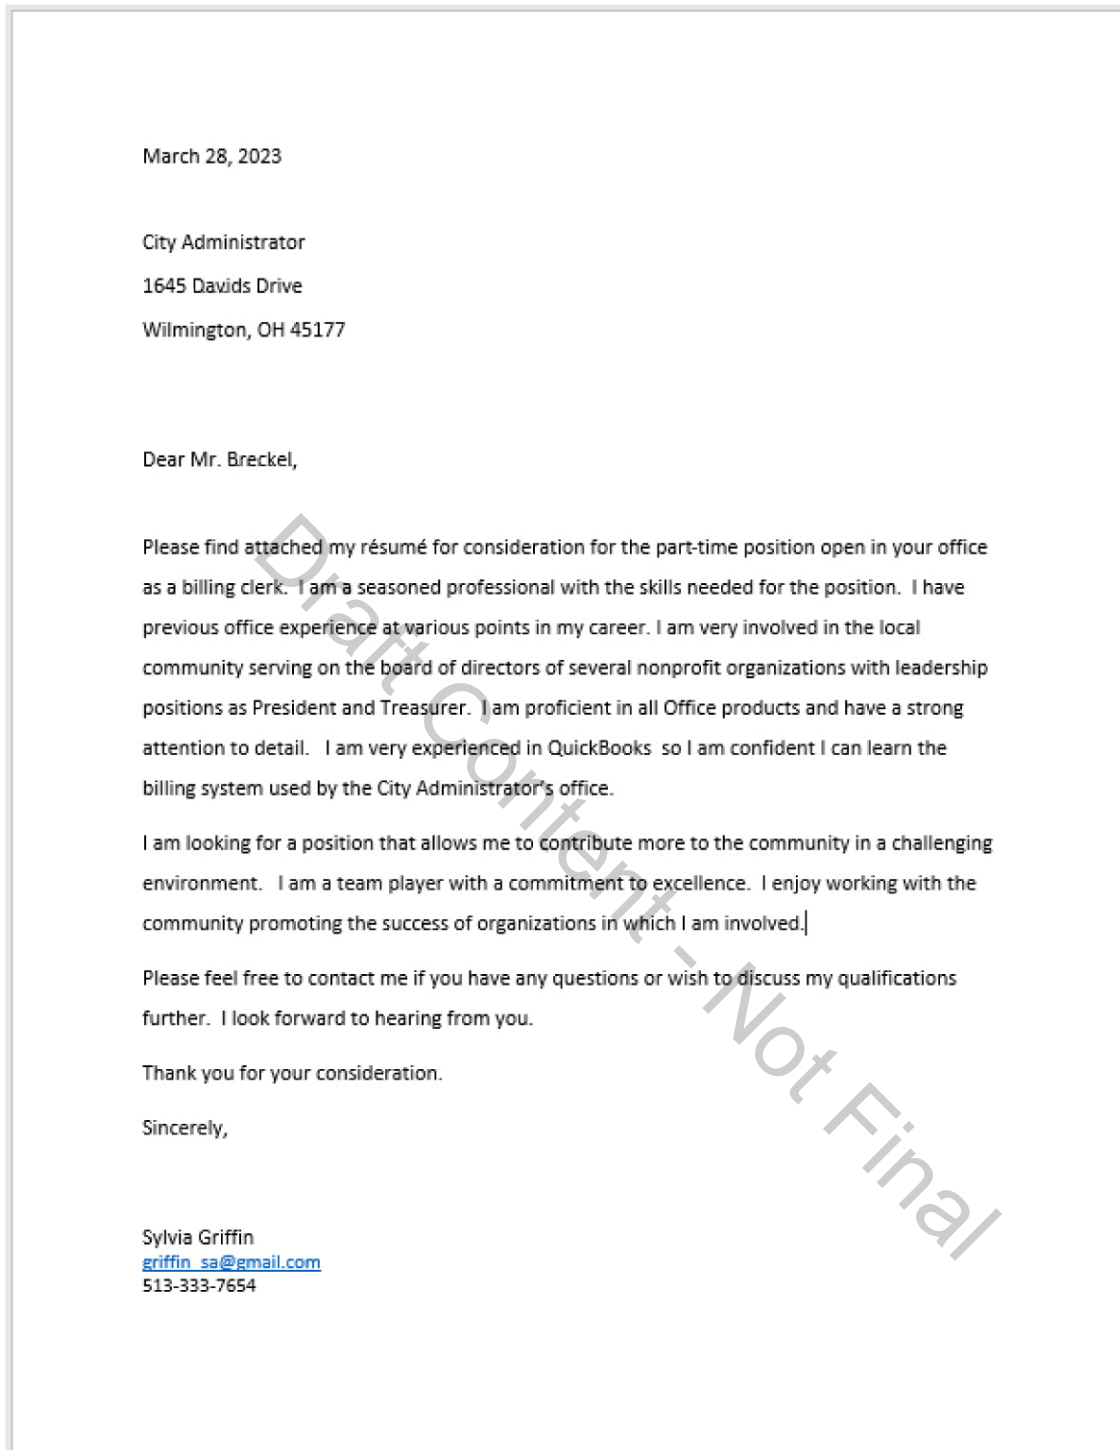 March 28, 2023
City Administrator
1645 Davids Drive
Wilmington, OH 45177
Dear Mr. Breckel,
Please find attached my résumé for consideration for the part-time position open in your office
as a billing clerk.  I am a seasoned professional with the skills needed for the position.  I have
previous office experience at various points in my career. I am very involved in the local
community serving on the board of directors of several nonprofit organizations with leadership
positions as President and Treasurer.  I am proficient in all Office products and have a strong
attention to detail.   I am very experienced in QuickBooks  so I am confident I can learn the
billing system used by the City Administrator's office.
I am looking for a position that allows me to contribute more to the community in a challenging
environment.   I am a team player with a commitment to excellence.  I enjoy working with the
community promoting the success of organizations in which I am involved.
Please feel free to contact me if you have any questions or wish to discuss my qualifications
further.  I look forward to hearing from you.
Thank you for your consideration.
Sincerely,
Sylvia Griffin
griffin_sa@gmail.com
513-333-7654
Draft Content - Not Final